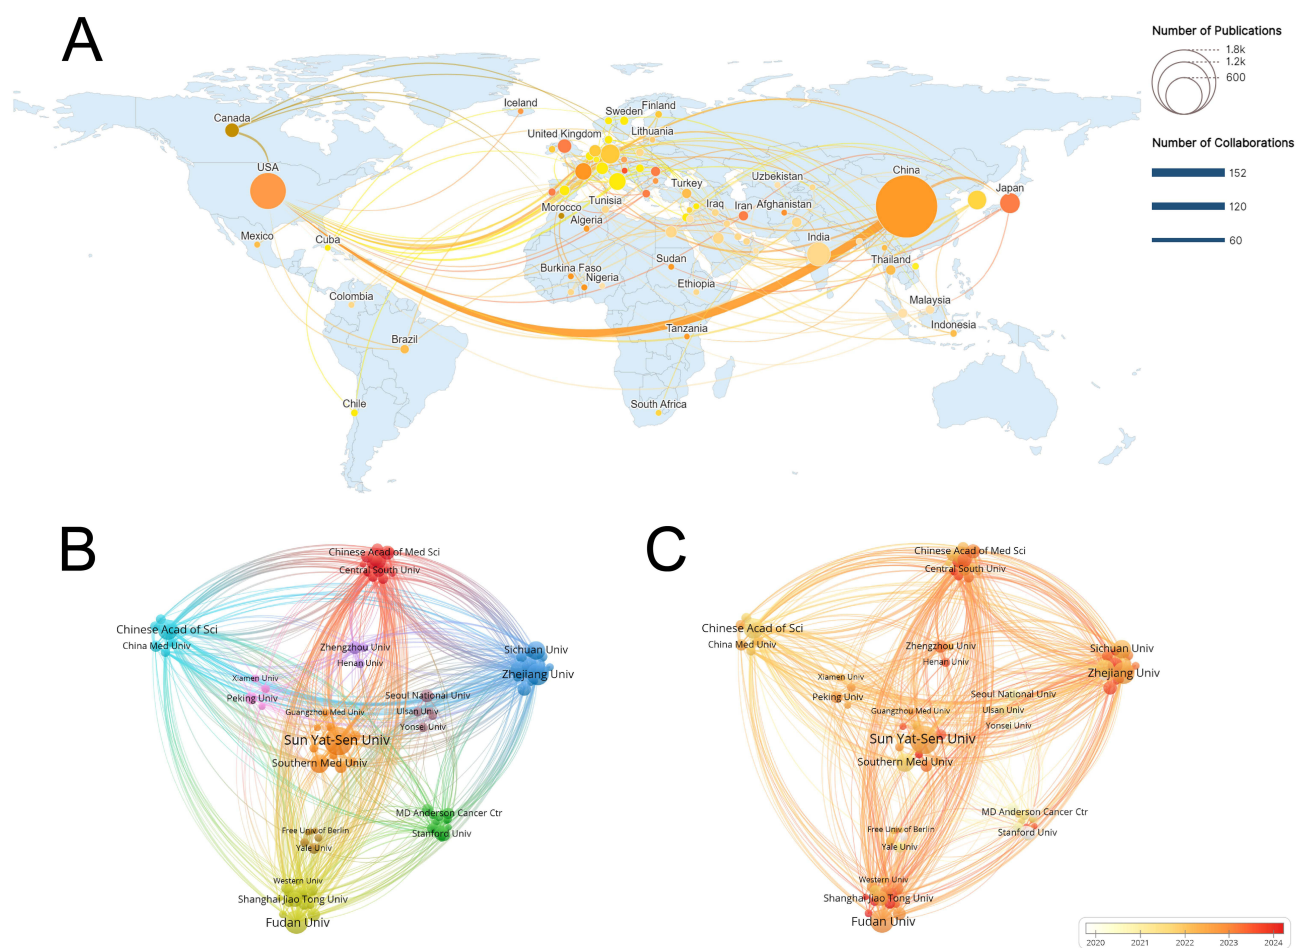 A
Number of Publications
1.8k
1.2k
600
Number of Collaborations
152
120
60
Iceland
Sweden
Finland
Canada
United Kingdom
Lithuania
USA
China
Uzbekistan
Turkey
Japan
Morocco
Tunisia
Iraq
Iran
Afghanistan
Algeria
Mexico
Cuba
India
Sudan
Thailand
Burkina Faso
Nigeria
Ethiopia
Colombia
Malaysia
Tanzania
Indonesia
Brazil
Chile
South Africa
B
Chinese Acad of Med Sci
Central South Univ
Chinese Acad of Sci
China Med Univ
Zhengzhou Univ
Henan Univ
Sichuan Univ
Zhejiang Univ
Xiamen Univ
Peking Univ
Seoul National Univ
Ulsan Univ
Yonsei Univ
Guangzhou Med Univ
Sun Yat-Sen Univ
Southern Med Univ
MD Anderson Cancer Ctr
Stanford Univ
Free Univ of Berlin
Yale Univ
Western Univ
Shanghai Jiao Tong Univ
Fudan Univ
C
Chinese Acad of Med Sci
Central South Univ
Chinese Acad of Sci
China Med Univ
Zhengzhou Univ
Henan Univ
Sichuan Univ
Zhejiang Univ
Xiamen Univ
Peking Univ
Seoul National Univ
Ulsan Univ
Yonsei Univ
Guangzhou Med Univ
Sun Yat-Sen Univ
Southern Med Univ
MD Anderson Cancer Ctr
Stanford Univ
Free Univ of Berlin
Yale Univ
Western Univ
Shanghai Jiao Tong Univ
Fudan Univ
2020 2021 2022 2023 2024